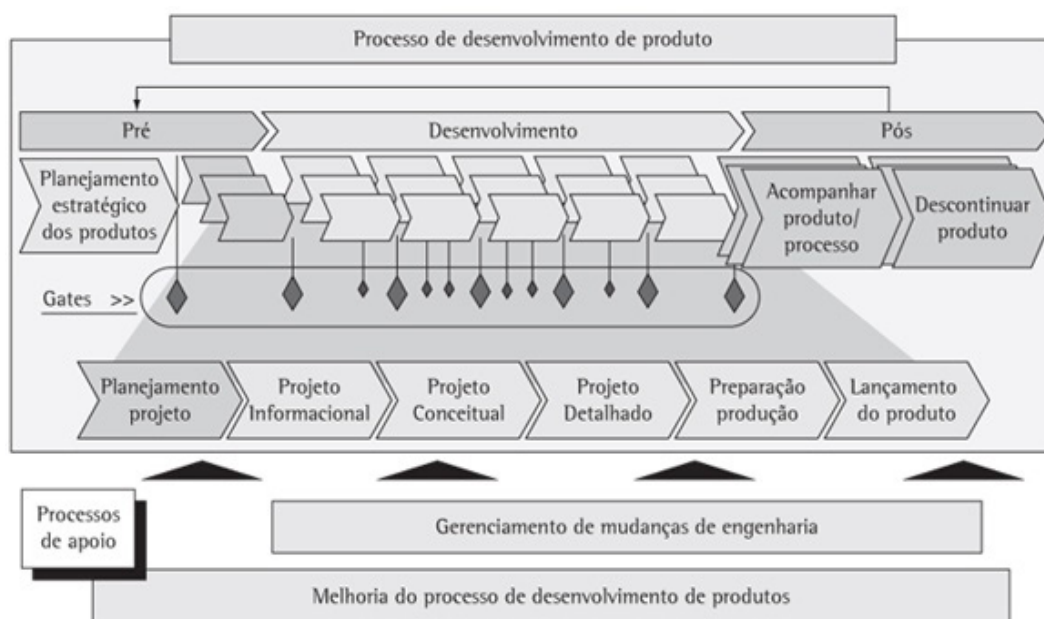 Processo de desenvolvimento de produto
Pré
Desenvolvimento
Pós
Planejamento
estratégico
dos produtos
Acompanhar
produto/
processo
Descontinuar
produto
Gates >>
Planejamento
projeto
Projeto
Informacional
Projeto
Conceitual
Projeto
Detalhado
Preparação
produção
Lançamento
do produto
Processos
de apoio
Gerenciamento de mudanças de engenharia
Melhoria do processo de desenvolvimento de produtos